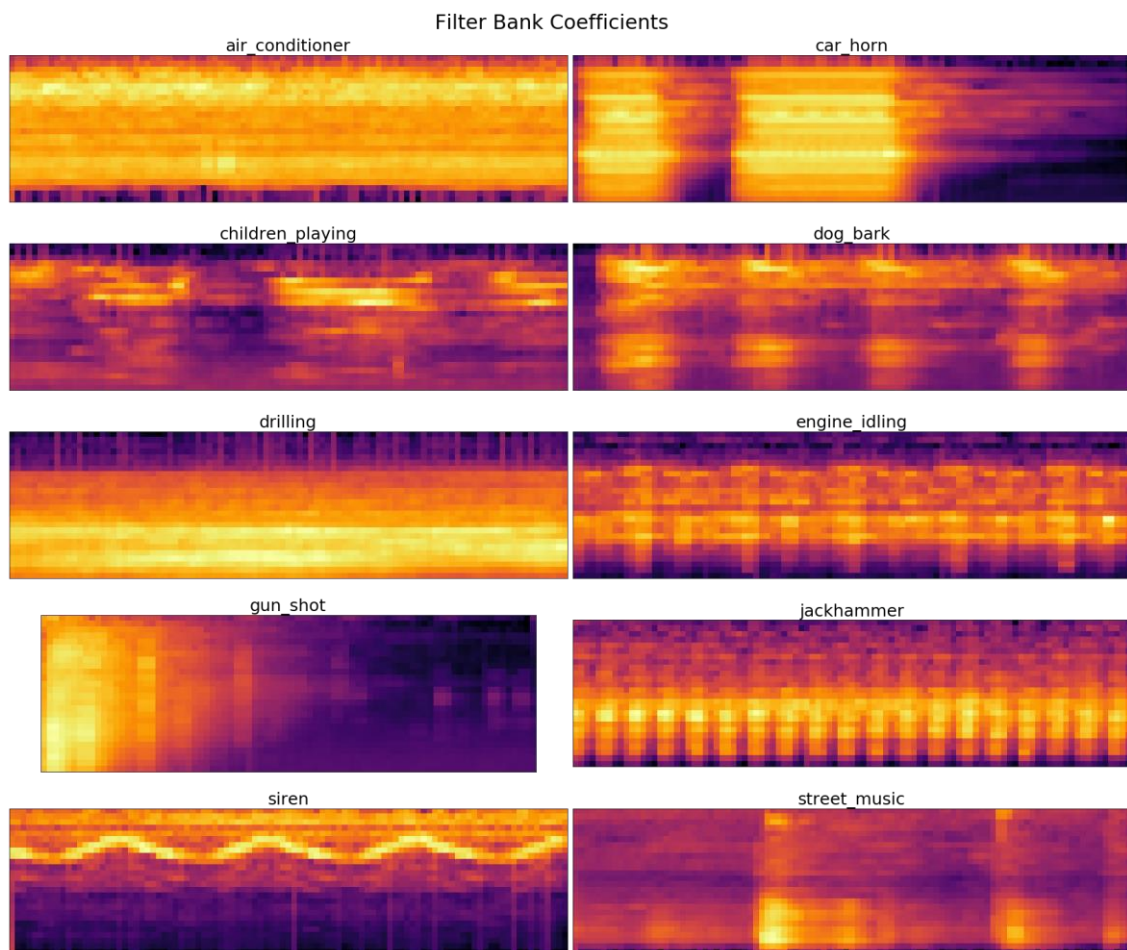 Filter Bank Coefficients
air_conditioner
car_horn
children_playing
dog_bark
drilling
engine_idling
gun_shot
jackhammer
siren
street_music